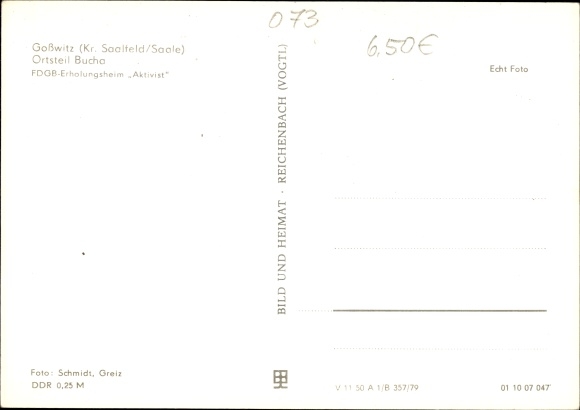 073
6,50€
Goßwitz (Kr. Saalfeld/Saale)
Ortsteil Bucha
FDGB-Erholungsheim „Aktivist"
Echt Foto
BILD UND HEIMAT · REICHENBACH (VOGTL)
Foto: Schmidt, Greiz
DDR 0,25 M
V 11 50 A 1/B 357/79
01 10 07 047